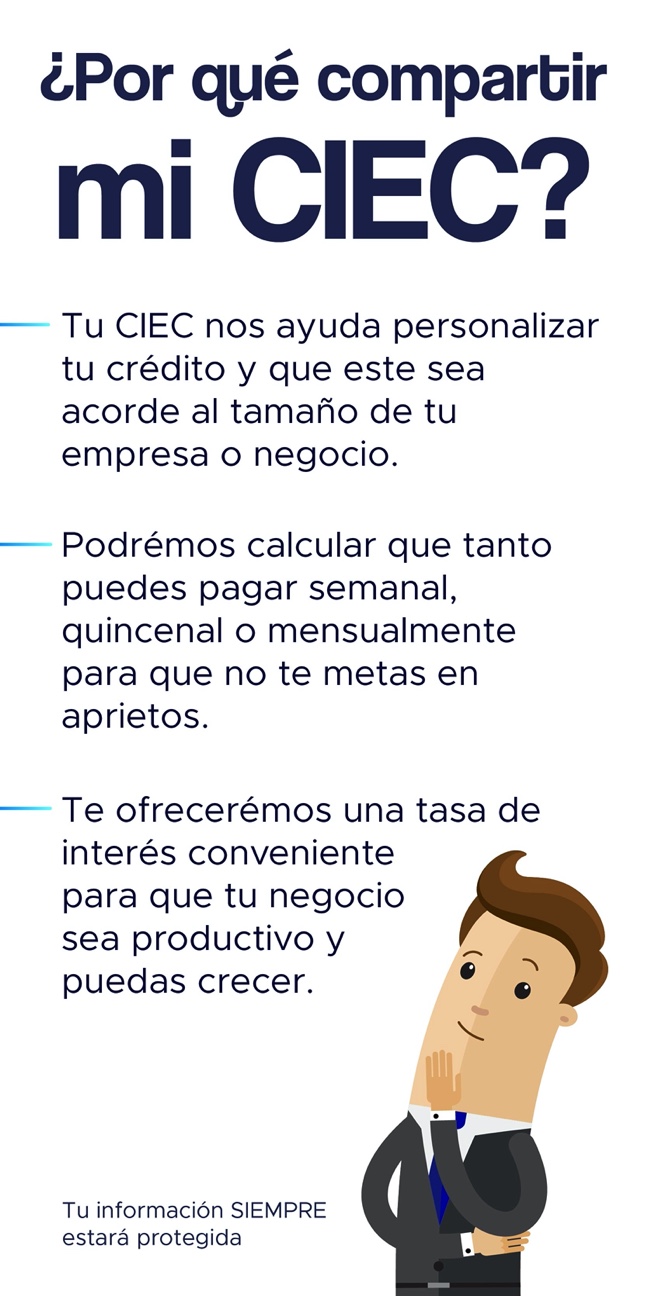 ¿Por qué compartir
mi CIEC?
Tu CIEC nos ayuda personalizar
tu crédito y que este sea
acorde al tamaño de tu
empresa o negocio.
Podrémos calcular que tanto
puedes pagar semanal,
quincenal o mensualmente
para que no te metas en
aprietos.
Te ofrecerémos una tasa de
interés conveniente
para que tu negocio
sea productivo y
puedas crecer.
Tu información SIEMPRE
estará protegida